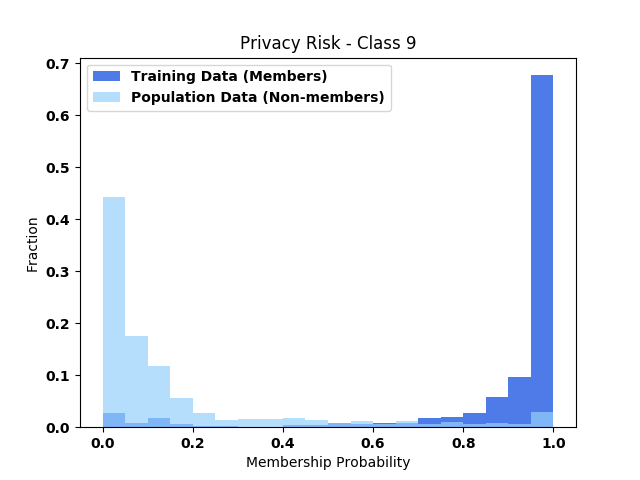 Privacy Risk - Class 9
Training Data (Members)
Population Data (Non-members)
Fraction
0.7
0.6
0.5
0.4
0.3
0.2
0.1
0.0
0.0 0.2 0.4 0.6 0.8 1.0
Membership Probability